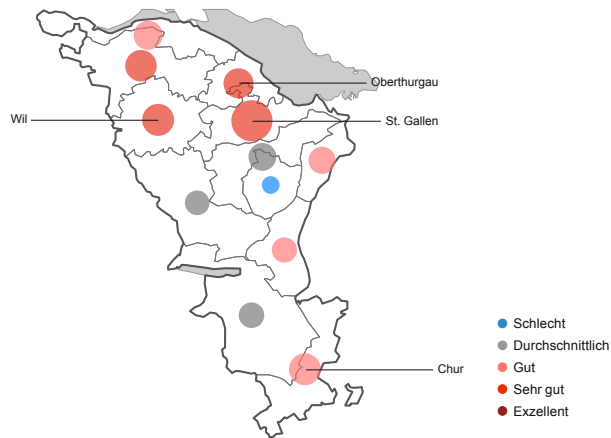 Oberthurgau
Wil
St. Gallen
Chur
Schlecht
Durchschnittlich
Gut
Sehr gut
Exzellent